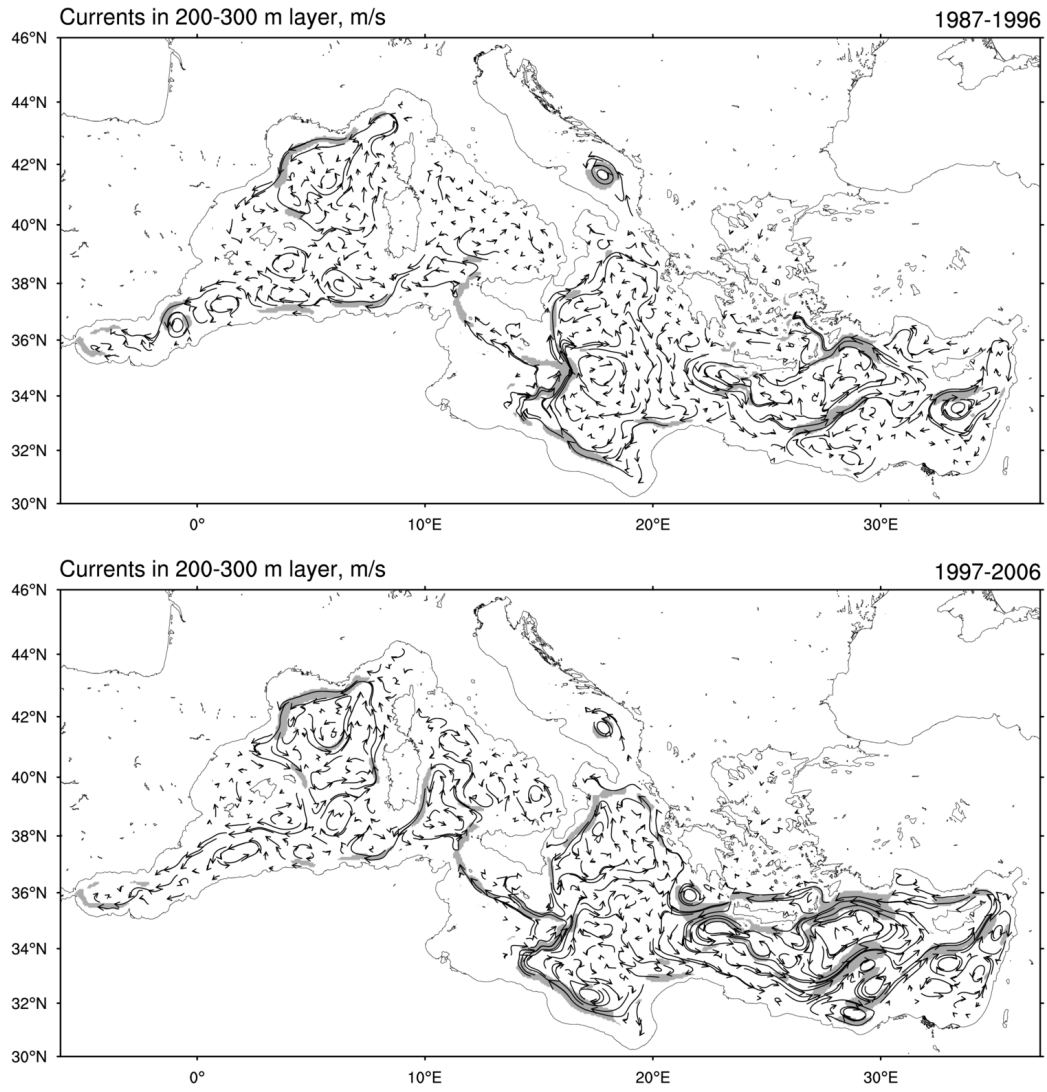 Currents in 200-300 m layer, m/s 1987-1996
46°N
44°N
42°N
40°N
38°N
36°N
34°N
32°N
30°N
0° 10°E 20°E 30°E
Currents in 200-300 m layer, m/s 1997-2006
46°N
44°N
42°N
40°N
38°N
36°N
34°N
32°N
30°N
0° 10°E 20°E 30°E